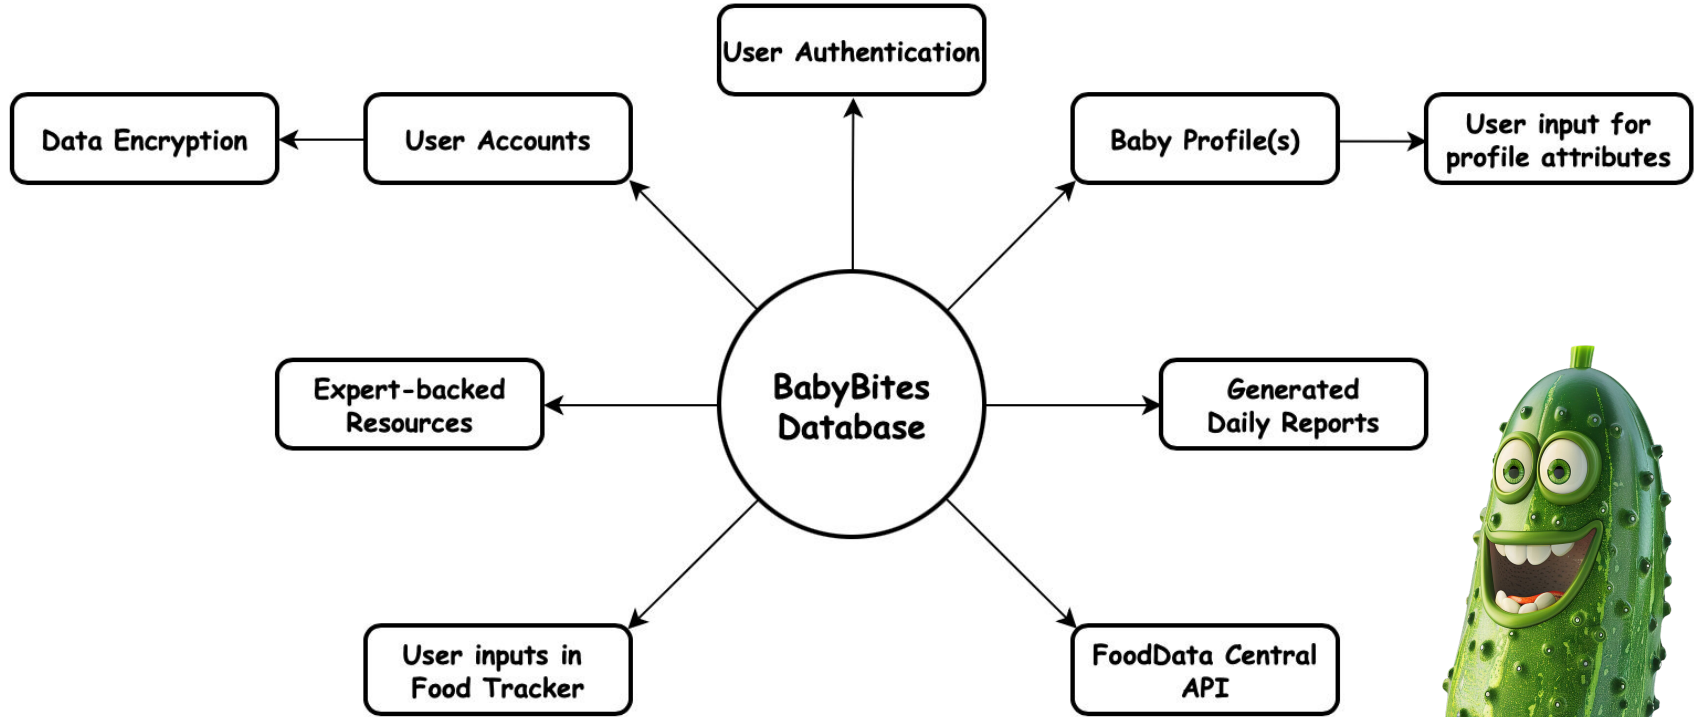 User Authentication
Data Encryption
User Accounts
Baby Profile(s)
User input for
profile attributes
Expert-backed
Resources
BabyBites
Database
Generated
Daily Reports
User inputs in
Food Tracker
FoodData Central
API